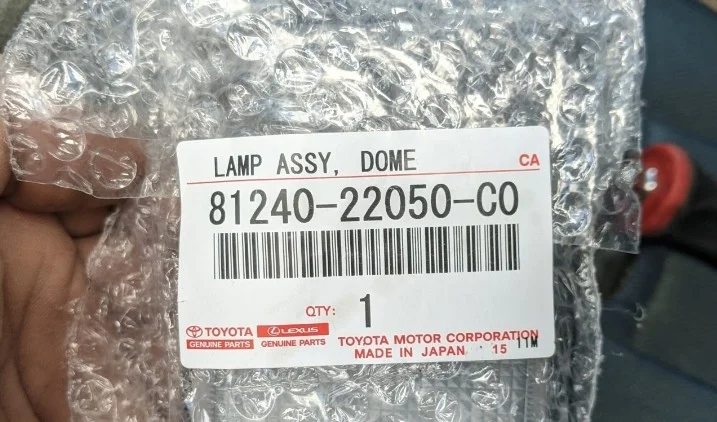 LAMP ASSY, DOME CA
81240-22050-C0
QTY: 1
TOYOTA LEXUS
GENUINE PARTS GENUINE PARTS
TOYOTA MOTOR CORPORATION
MADE IN JAPAN 15 11M